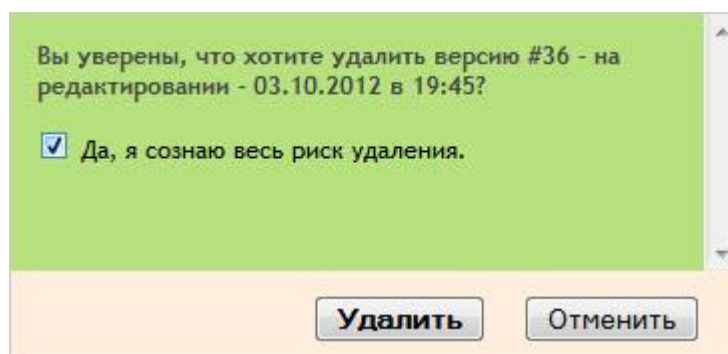 Вы уверены, что хотите удалить версию #36 - на
редактировании - 03.10.2012 в 19:45?
Да, я сознаю весь риск удаления.
Удалить Отменить